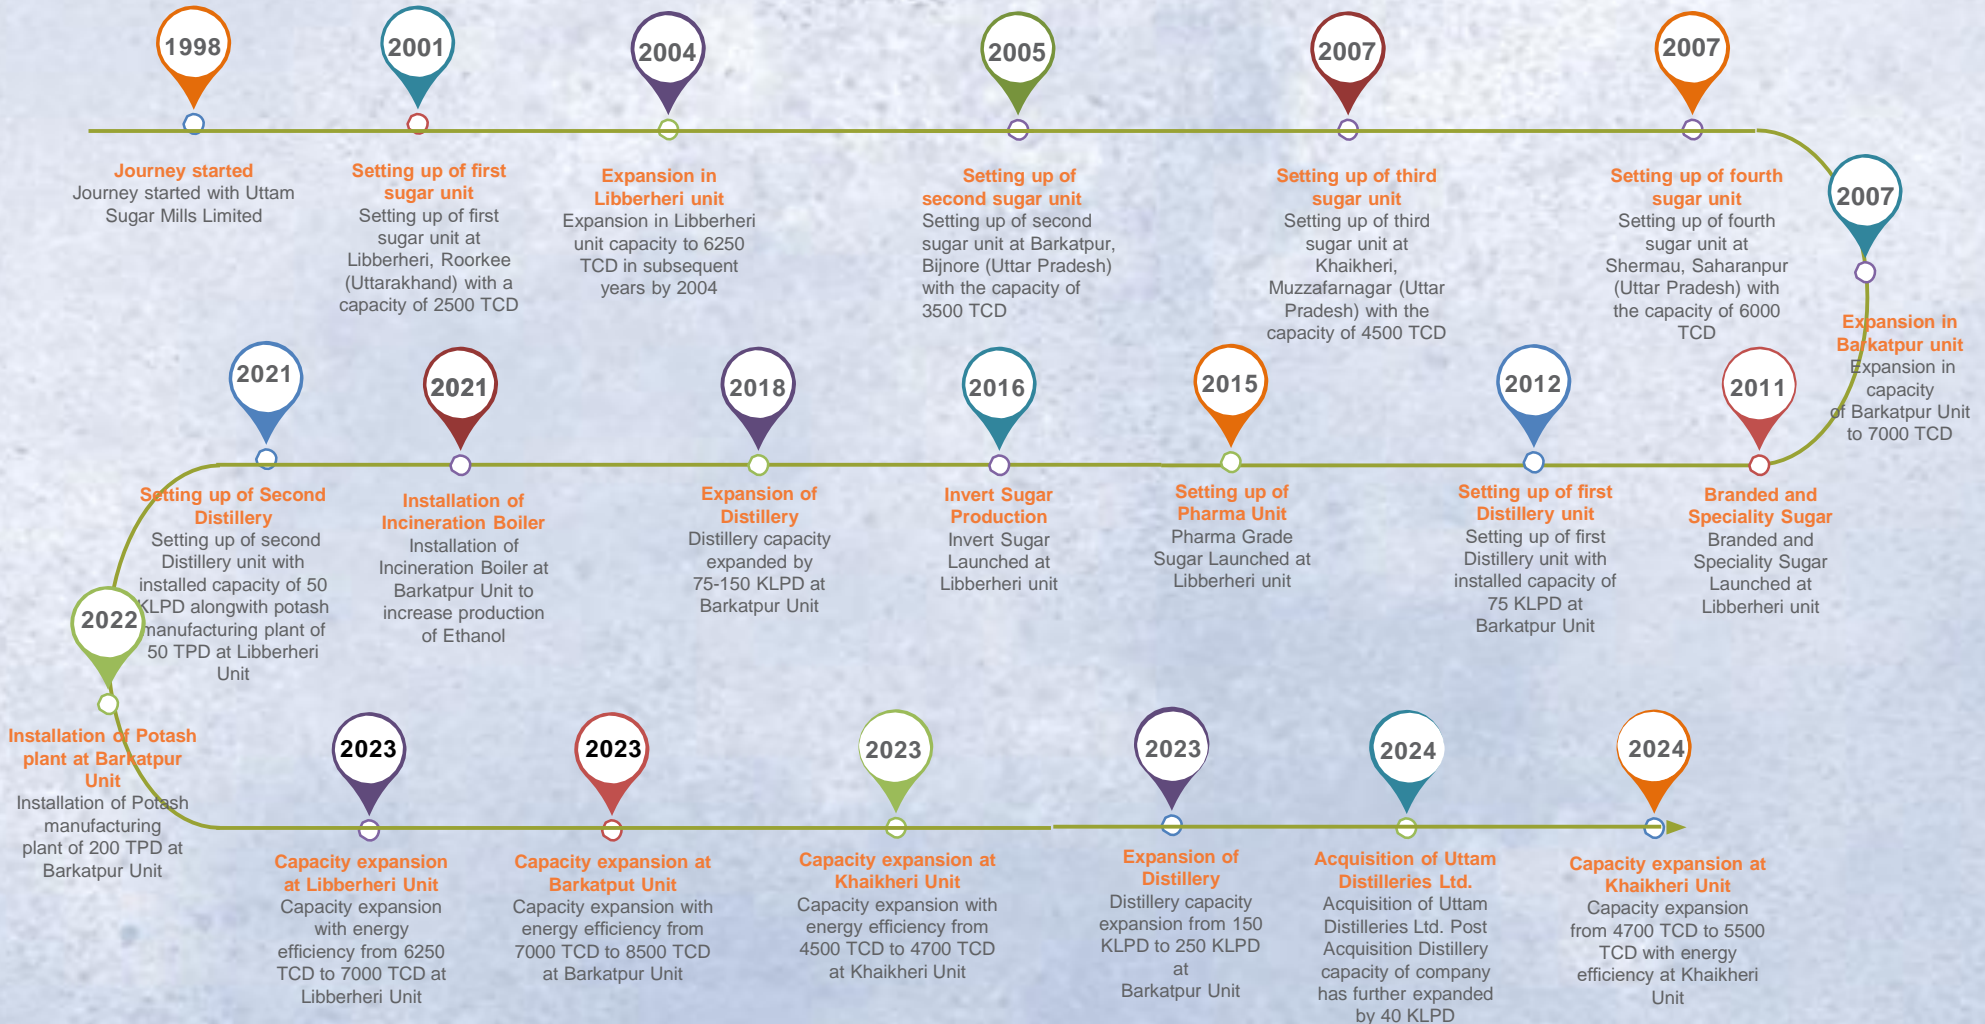 1998
Journey started
Journey started with Uttam
Sugar Mills Limited
2001
Setting up of first
sugar unit
Setting up of first
sugar unit at
Libberheri, Roorkee
(Uttarakhand) with a
capacity of 2500 TCD
2004
Expansion in
Libberheri unit
Expansion in Libberheri
unit capacity to 6250
TCD in subsequent
years by 2004
2005
Setting up of
second sugar unit
Setting up of second
sugar unit at Barkatpur,
Bijnore (Uttar Pradesh)
with the capacity of
3500 TCD
2007
Setting up of third
sugar unit
Setting up of third
sugar unit at
Khaikheri,
Muzzafarnagar (Uttar
Pradesh) with the
capacity of 4500 TCD
2007
Setting up of fourth
sugar unit
Setting up of fourth
sugar unit at
Shermau, Saharanpur
(Uttar Pradesh) with
the capacity of 6000
TCD
2007
Expansion in
Barkatpur unit
Expansion in
capacity
of Barkatpur Unit
to 7000 TCD
2011
Branded and
Speciality Sugar
Branded and
Speciality Sugar
Launched at
Libberheri unit
2012
Setting up of first
Distillery unit
Setting up of first
Distillery unit with
installed capacity of
75 KLPD at
Barkatpur Unit
2015
Setting up of
Pharma Unit
Pharma Grade
Sugar Launched at
Libberheri unit
2016
Invert Sugar
Production
Invert Sugar
Launched at
Libberheri unit
2018
Expansion of
Distillery
Distillery capacity
expanded by
75-150 KLPD at
Barkatpur Unit
2021
Installation of
Incineration Boiler
Installation of
Incineration Boiler at
Barkatpur Unit to
increase production
of Ethanol
2021
Setting up of Second
Distillery
Setting up of second
Distillery unit with
installed capacity of 50
KLPD alongwith potash
manufacturing plant of
50 TPD at Libberheri
Unit
2022
Installation of Potash
plant at Barkatpur
Unit
Installation of Potash
manufacturing
plant of 200 TPD at
Barkatpur Unit
2023
Capacity expansion
at Libberheri Unit
Capacity expansion
with energy
efficiency from 6250
TCD to 7000 TCD at
Libberheri Unit
2023
Capacity expansion at
Barkatput Unit
Capacity expansion with
energy efficiency from
7000 TCD to 8500 TCD
at Barkatpur Unit
2023
Capacity expansion at
Khaikheri Unit
Capacity expansion with
energy efficiency from
4500 TCD to 4700 TCD
at Khaikheri Unit
2023
Expansion of
Distillery
Distillery capacity
expansion from 150
KLPD to 250 KLPD
at
Barkatpur Unit
2024
Acquisition of Uttam
Distilleries Ltd.
Acquisition of Uttam
Distilleries Ltd. Post
Acquisition Distillery
capacity of company
has further expanded
by 40 KLPD
2024
Capacity expansion at
Khaikheri Unit
Capacity expansion
from 4700 TCD to 5500
TCD with energy
efficiency at Khaikheri
Unit